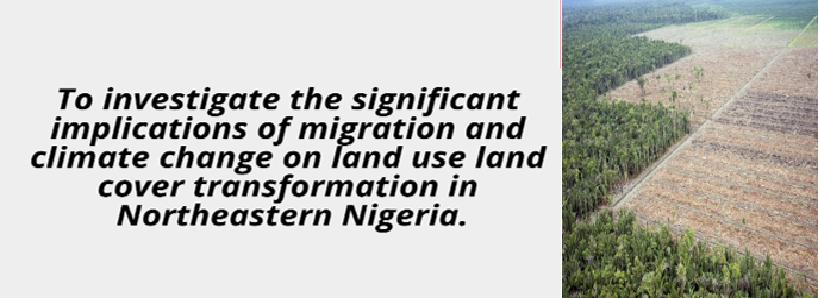 To investigate the significant
implications of migration and
climate change on land use land
cover transformation in
Northeastern Nigeria.